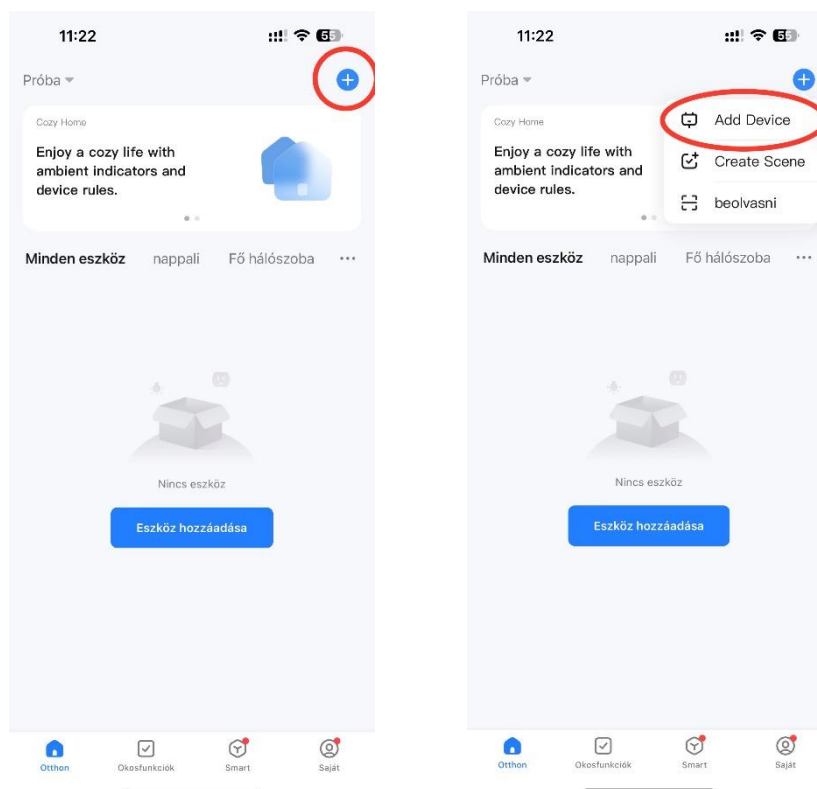 11:22
55
Próba
Cozy Home
Enjoy a cozy life with
ambient indicators and
device rules.
Minden eszköz nappali Fő hálószoba
Nincs eszköz
Eszköz hozzáadása
Otthon Okosfunkciók Smart Saját
11:22
55
Próba
Cozy Home
Enjoy a cozy life with
ambient indicators and
device rules.
Add Device
Create Scene
beolvasni
Minden eszköz nappali Fő hálószoba
Nincs eszköz
Eszköz hozzáadása
Otthon Okosfunkciók Smart Saját